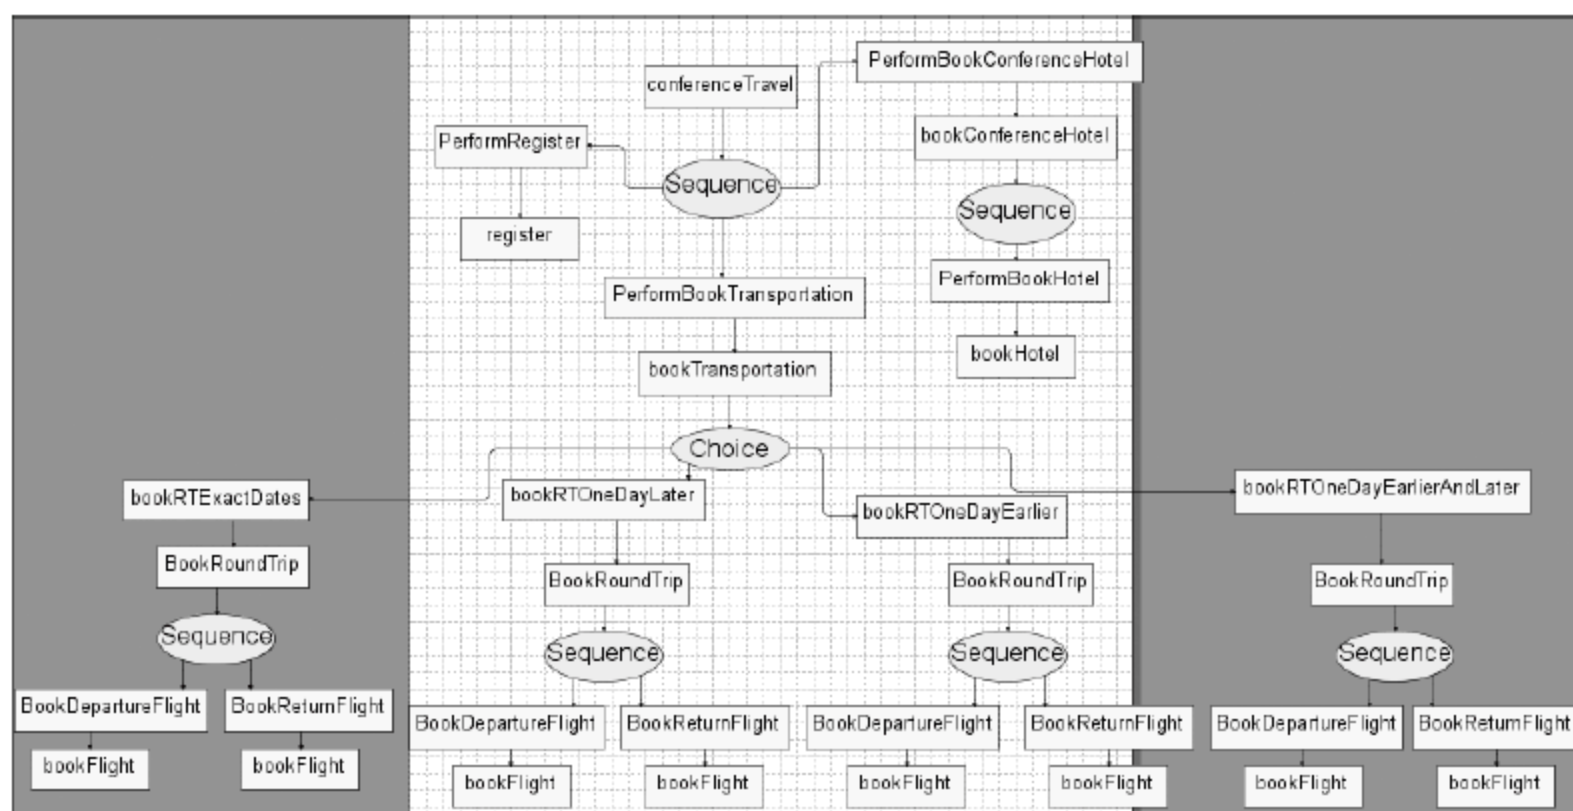 PerformBookConferenceHotel
conferenceTravel
PerformRegister
bookConferenceHotel
Sequence
Sequence
register
PerformBookHotel
PerformBookTransportation
bookHotel
bookTransportation
Choice
bookRTExactDates
bookRTOneDayLater
bookRTOneDayEarlier
bookRTOneDayEarlierAndLater
BookRoundTrip
BookRoundTrip
BookRoundTrip
BookRoundTrip
Sequence
Sequence
Sequence
Sequence
BookDepartureFlight
BookReturnFlight
BookDepartureFlight
BookReturnFlight
BookDepartureFlight
BookReturnFlight
BookDepartureFlight
BookReturnFlight
bookFlight
bookFlight
bookFlight
bookFlight
bookFlight
bookFlight
bookFlight
bookFlight